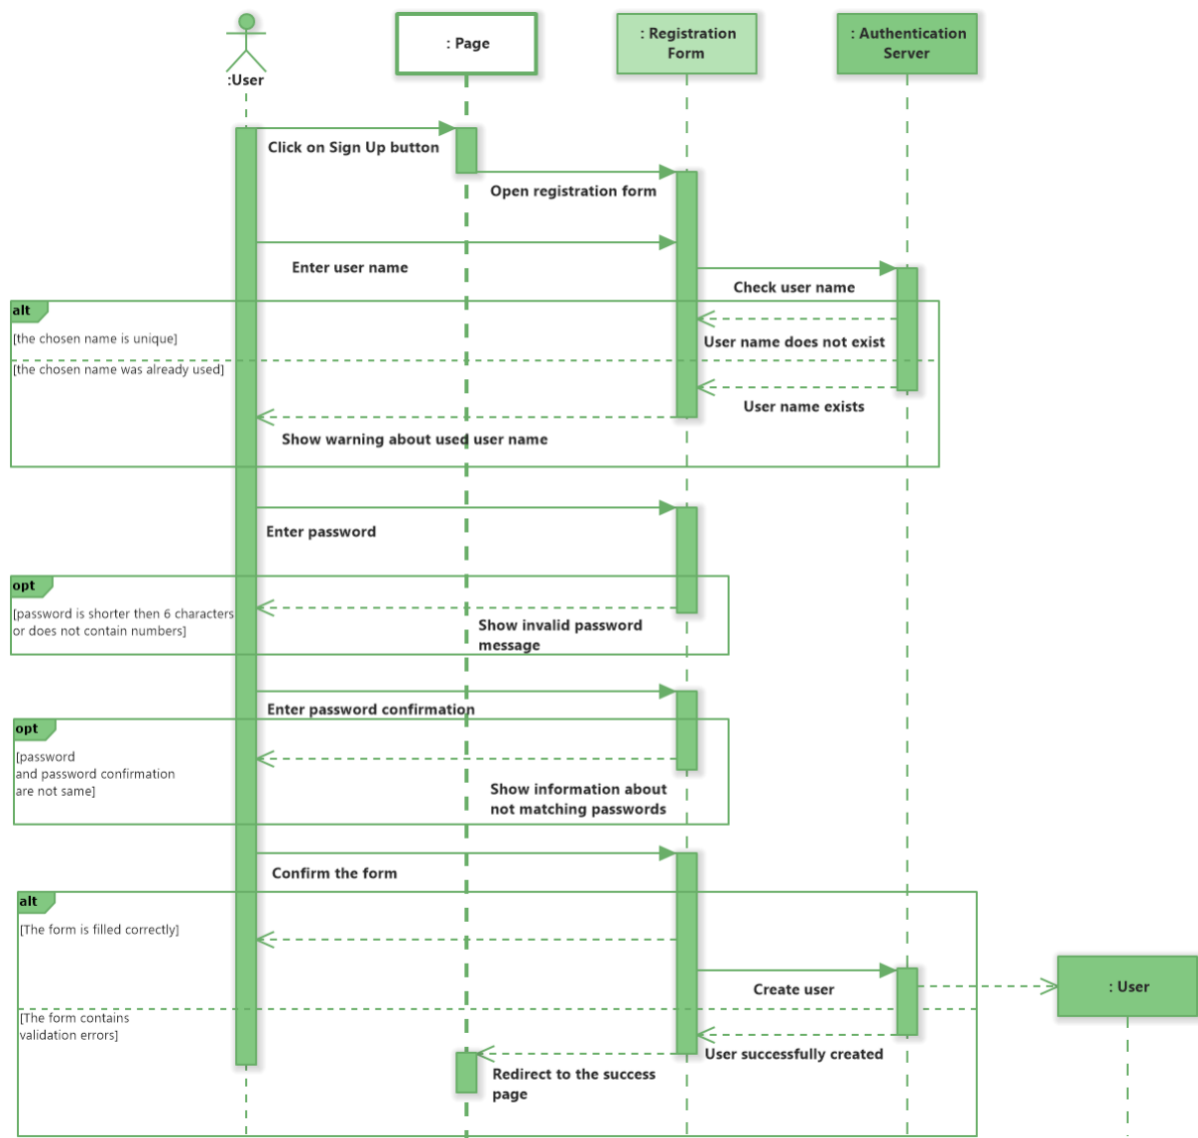 :User
: Page
: Registration
Form
: Authentication
Server
Click on Sign Up button
Open registration form
Enter user name
Check user name
alt
[the chosen name is unique]
User name does not exist
[the chosen name was already used]
User name exists
Show warning about used user name
Enter password
opt
[password is shorter then 6 characters
or does not contain numbers]
Show invalid password
message
Enter password confirmation
opt
[password
and password confirmation
are not same]
Show information about
not matching passwords
Confirm the form
alt
[The form is filled correctly]
Create user
: User
[The form contains
validation errors]
User successfully created
Redirect to the success
page